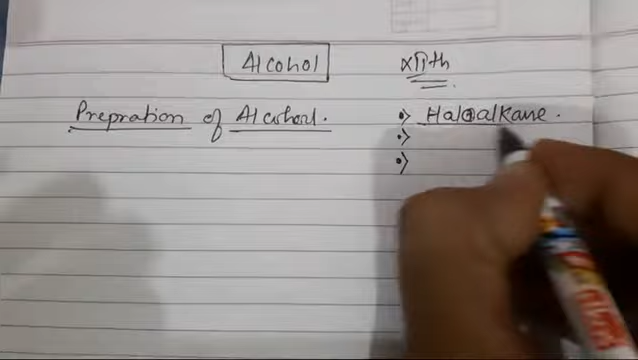 Alcohol
XIIth
Prepration of Alcohol.
•> Haloalkane.
•>
•>